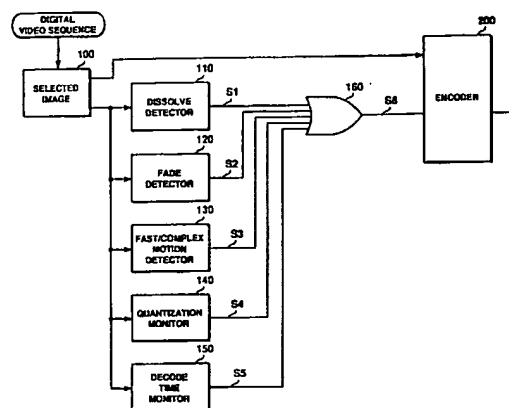 DIGITAL
VIDEO SEQUENCE
100
SELECTED
IMAGE
110
DISSOLVE
DETECTOR
S1
120
FADE
DETECTOR
S2
130
FAST/COMPLEX
MOTION
DETECTOR
S3
140
QUANTIZATION
MONITOR
S4
150
DECODE
TIME
MONITOR
S5
160
S6
200
ENCODER